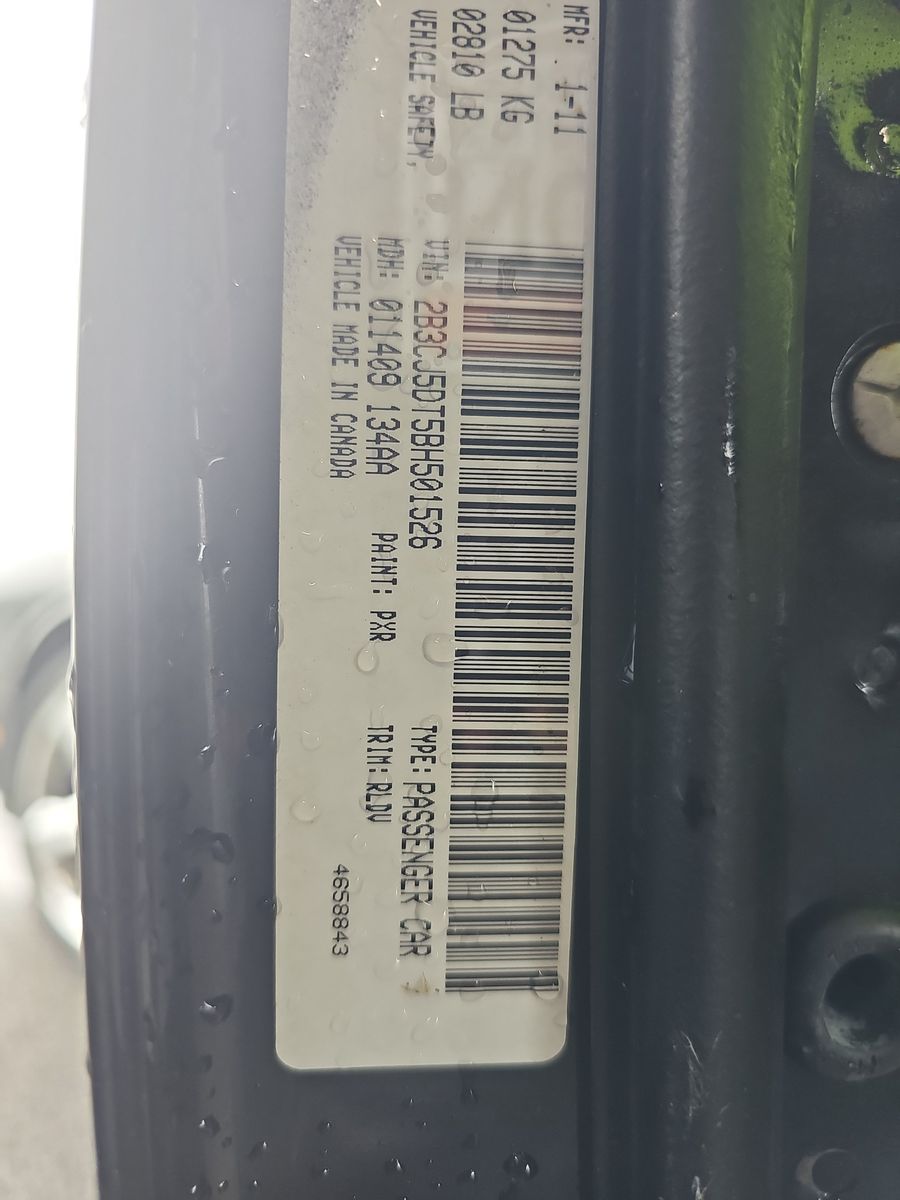 MFR: 1-11
01275 KG
02810 LB
VEHICLE SAFETY,
VIN: 2B3CJ5DT5BH501526 TYPE: PASSENGER CAR
MDH: 011409 134AA PAINT: PXR TRIM: RLDV
VEHICLE MADE IN CANADA
4658843